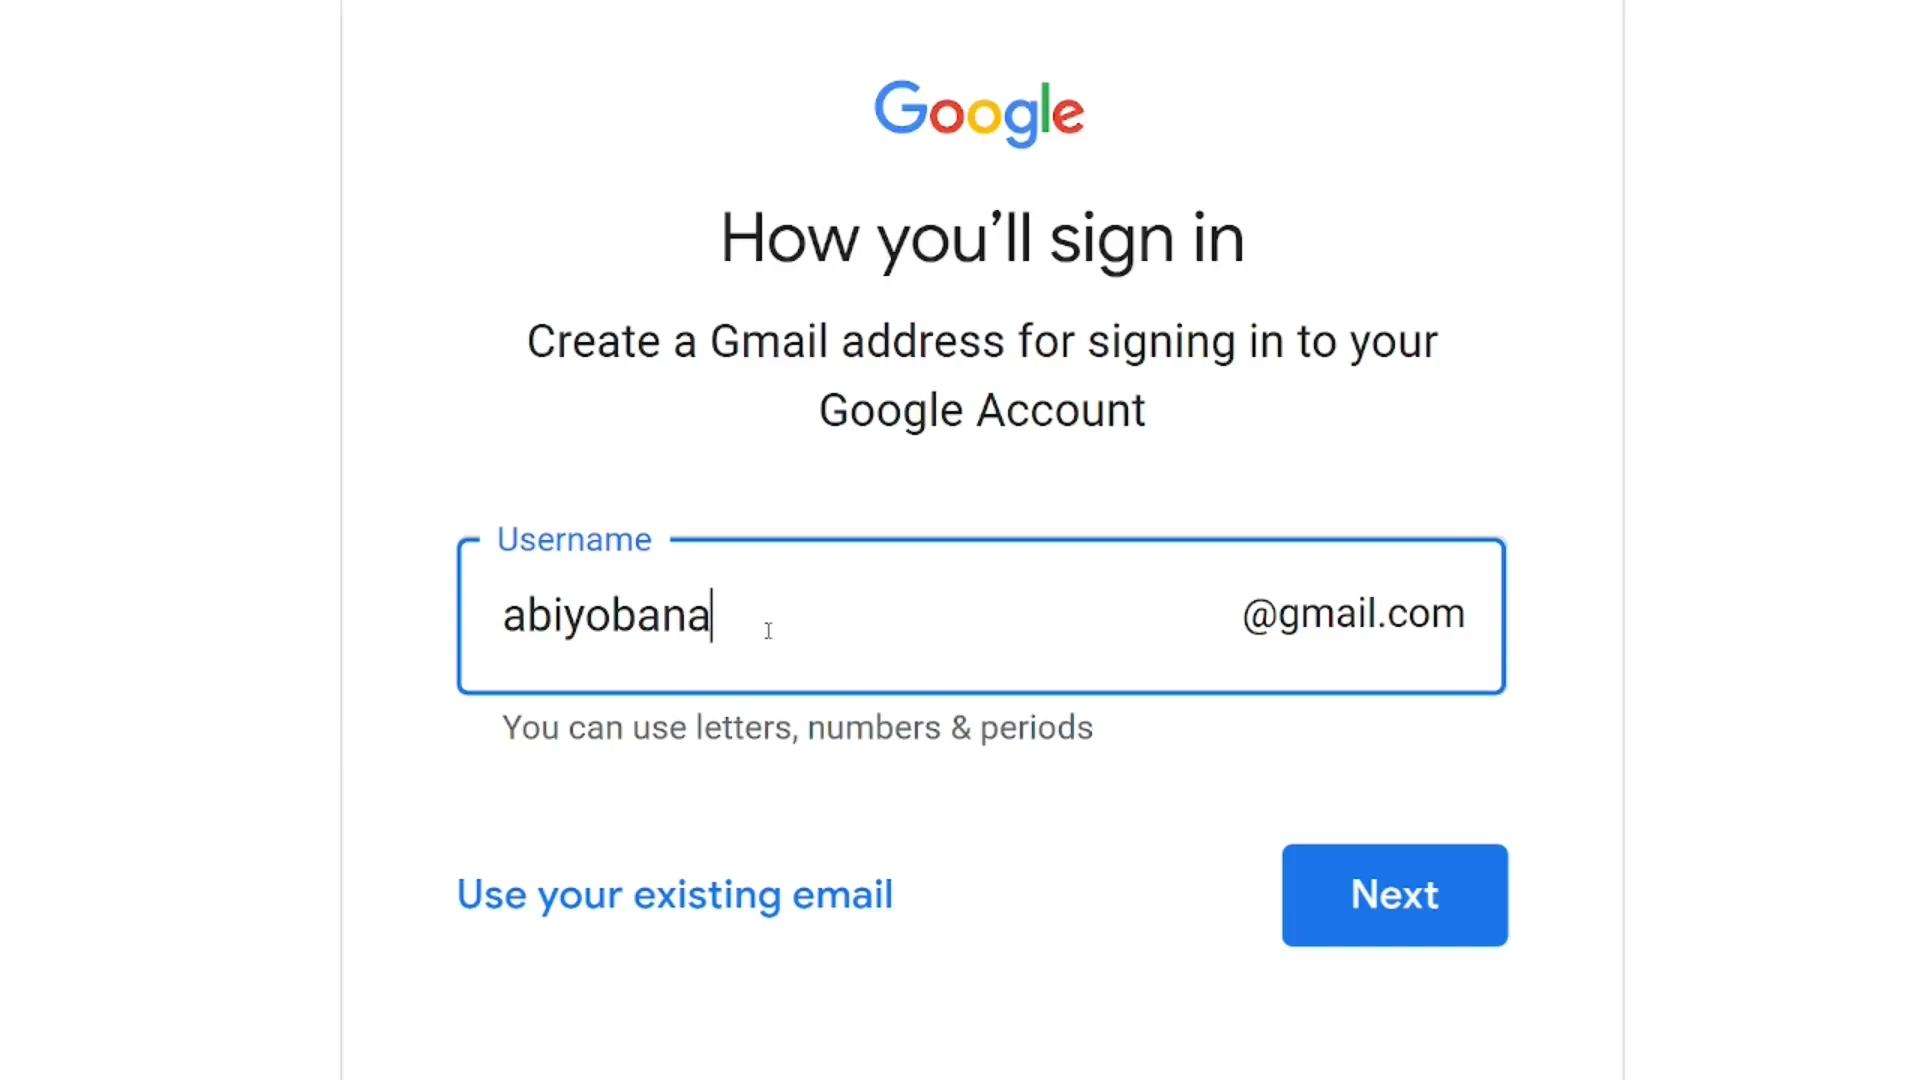 Google
How you’ll sign in
Create a Gmail address for signing in to your
Google Account
Username
abiyobana @gmail.com
You can use letters, numbers & periods
Use your existing email Next